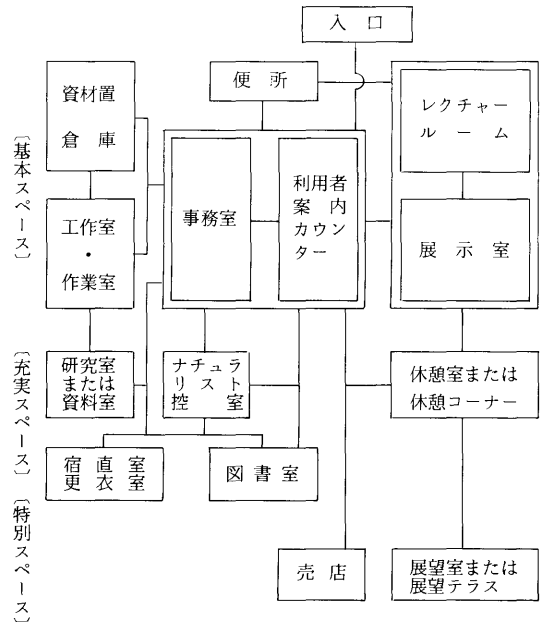 入口
便所
資材置
倉庫
レクチャー
ルーム
〔基本スペース〕
事務室
利用者
案内
カウン
ター
工作室
・
作業室
展示室
〔充実スペース〕
研究室
または
資料室
ナチュラ
リスト
控室
休憩室または
休憩コーナー
宿直室
更衣室
図書室
〔特別スペース〕
売店
展望室または
展望テラス